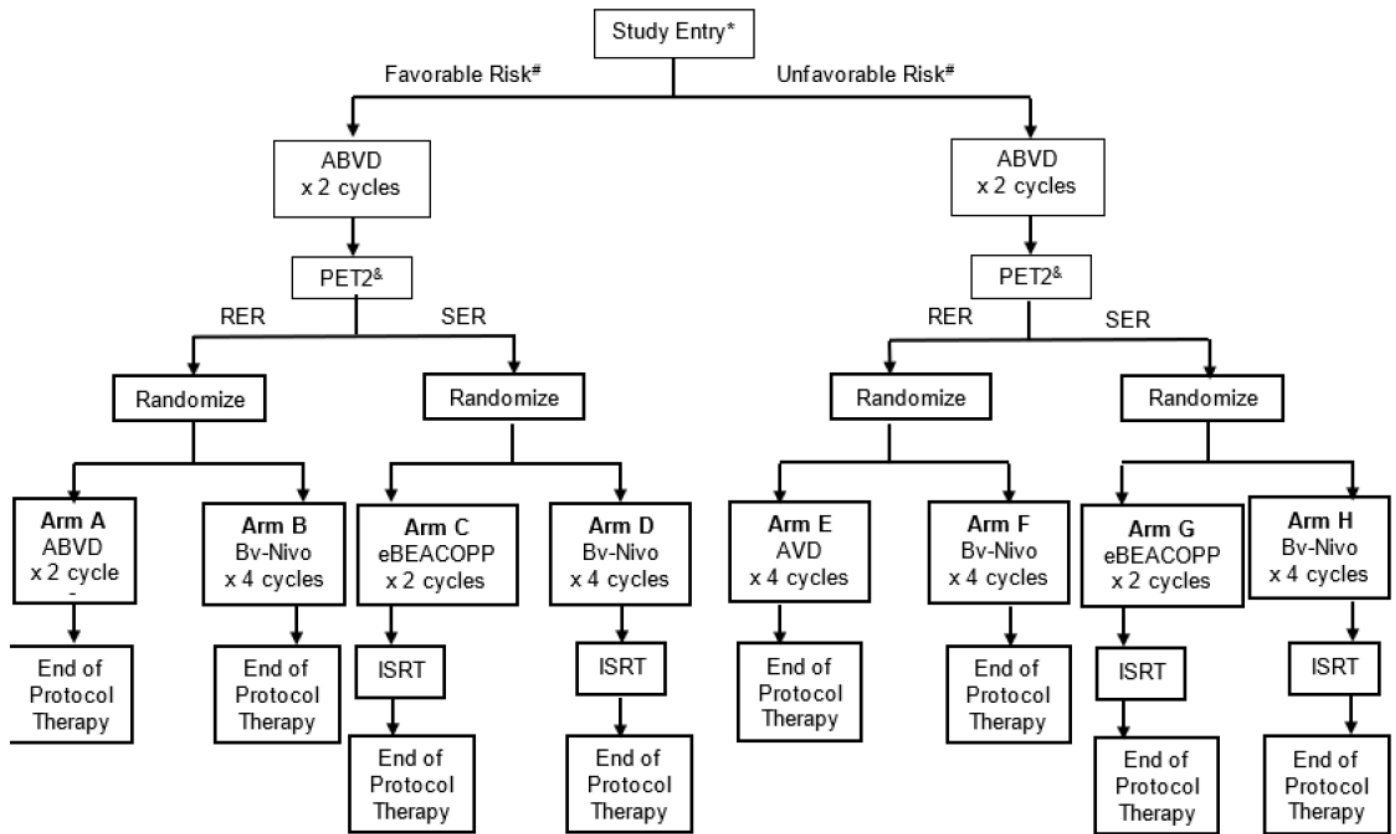 Study Entry*
Favorable Risk#
Unfavorable Risk#
ABVD
x 2 cycles
ABVD
x 2 cycles
PET2&
PET2&
RER
SER
RER
SER
Randomize
Randomize
Randomize
Randomize
Arm A
ABVD
x 2 cycle
-
Arm B
Bv-Nivo
x 4 cycles
Arm C
eBEACOPP
x 2 cycles
Arm D
Bv-Nivo
x 4 cycles
Arm E
AVD
x 4 cycles
Arm F
Bv-Nivo
x 4 cycles
Arm G
eBEACOPP
x 2 cycles
Arm H
Bv-Nivo
x 4 cycles
End of
Protocol
Therapy
End of
Protocol
Therapy
ISRT
ISRT
End of
Protocol
Therapy
End of
Protocol
Therapy
ISRT
ISRT
End of
Protocol
Therapy
End of
Protocol
Therapy
End of
Protocol
Therapy
End of
Protocol
Therapy